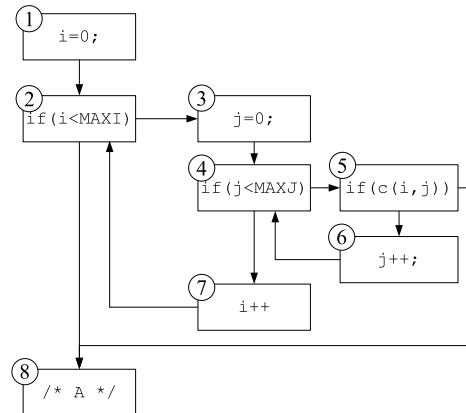 1
i=0;
2
if(i<MAXI)
3
j=0;
4
if(j<MAXJ)
5
if(c(i,j))
6
j++;
7
i++
8
/* A */